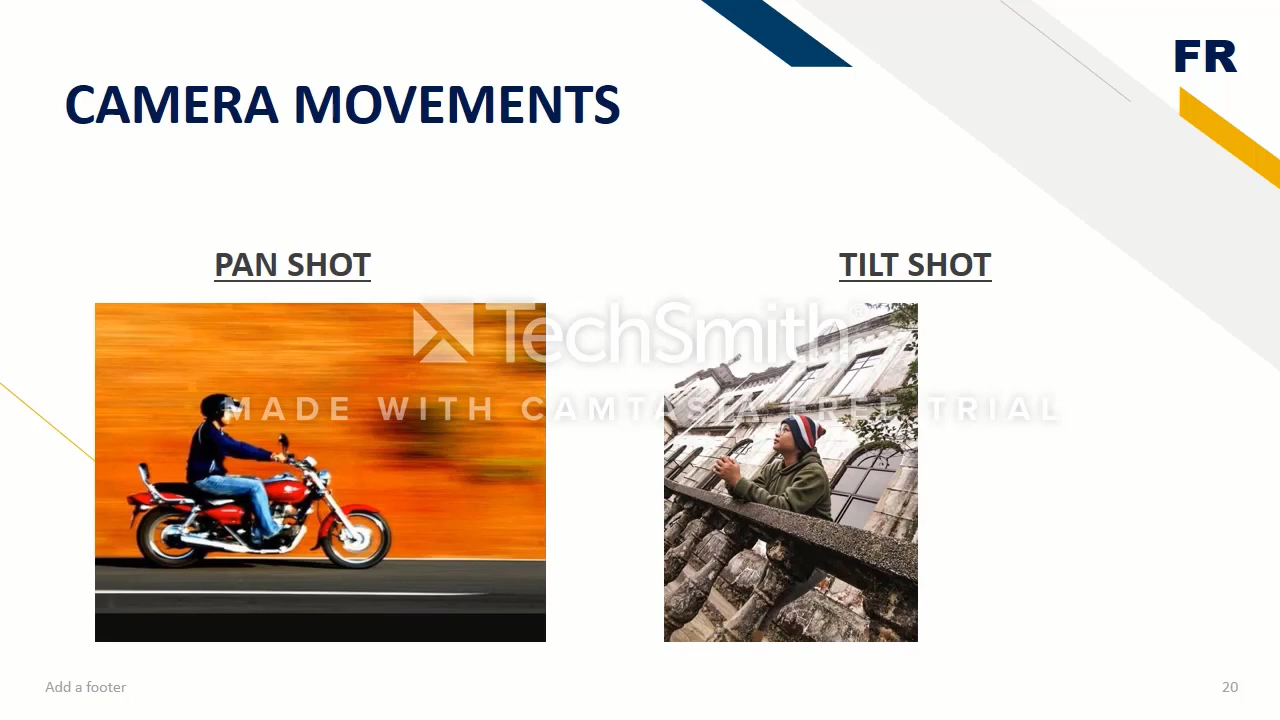 FR
CAMERA MOVEMENTS
PAN SHOT
TILT SHOT
TechSmith
MADE WITH CAMTASIA FREE TRIAL
Add a footer
20